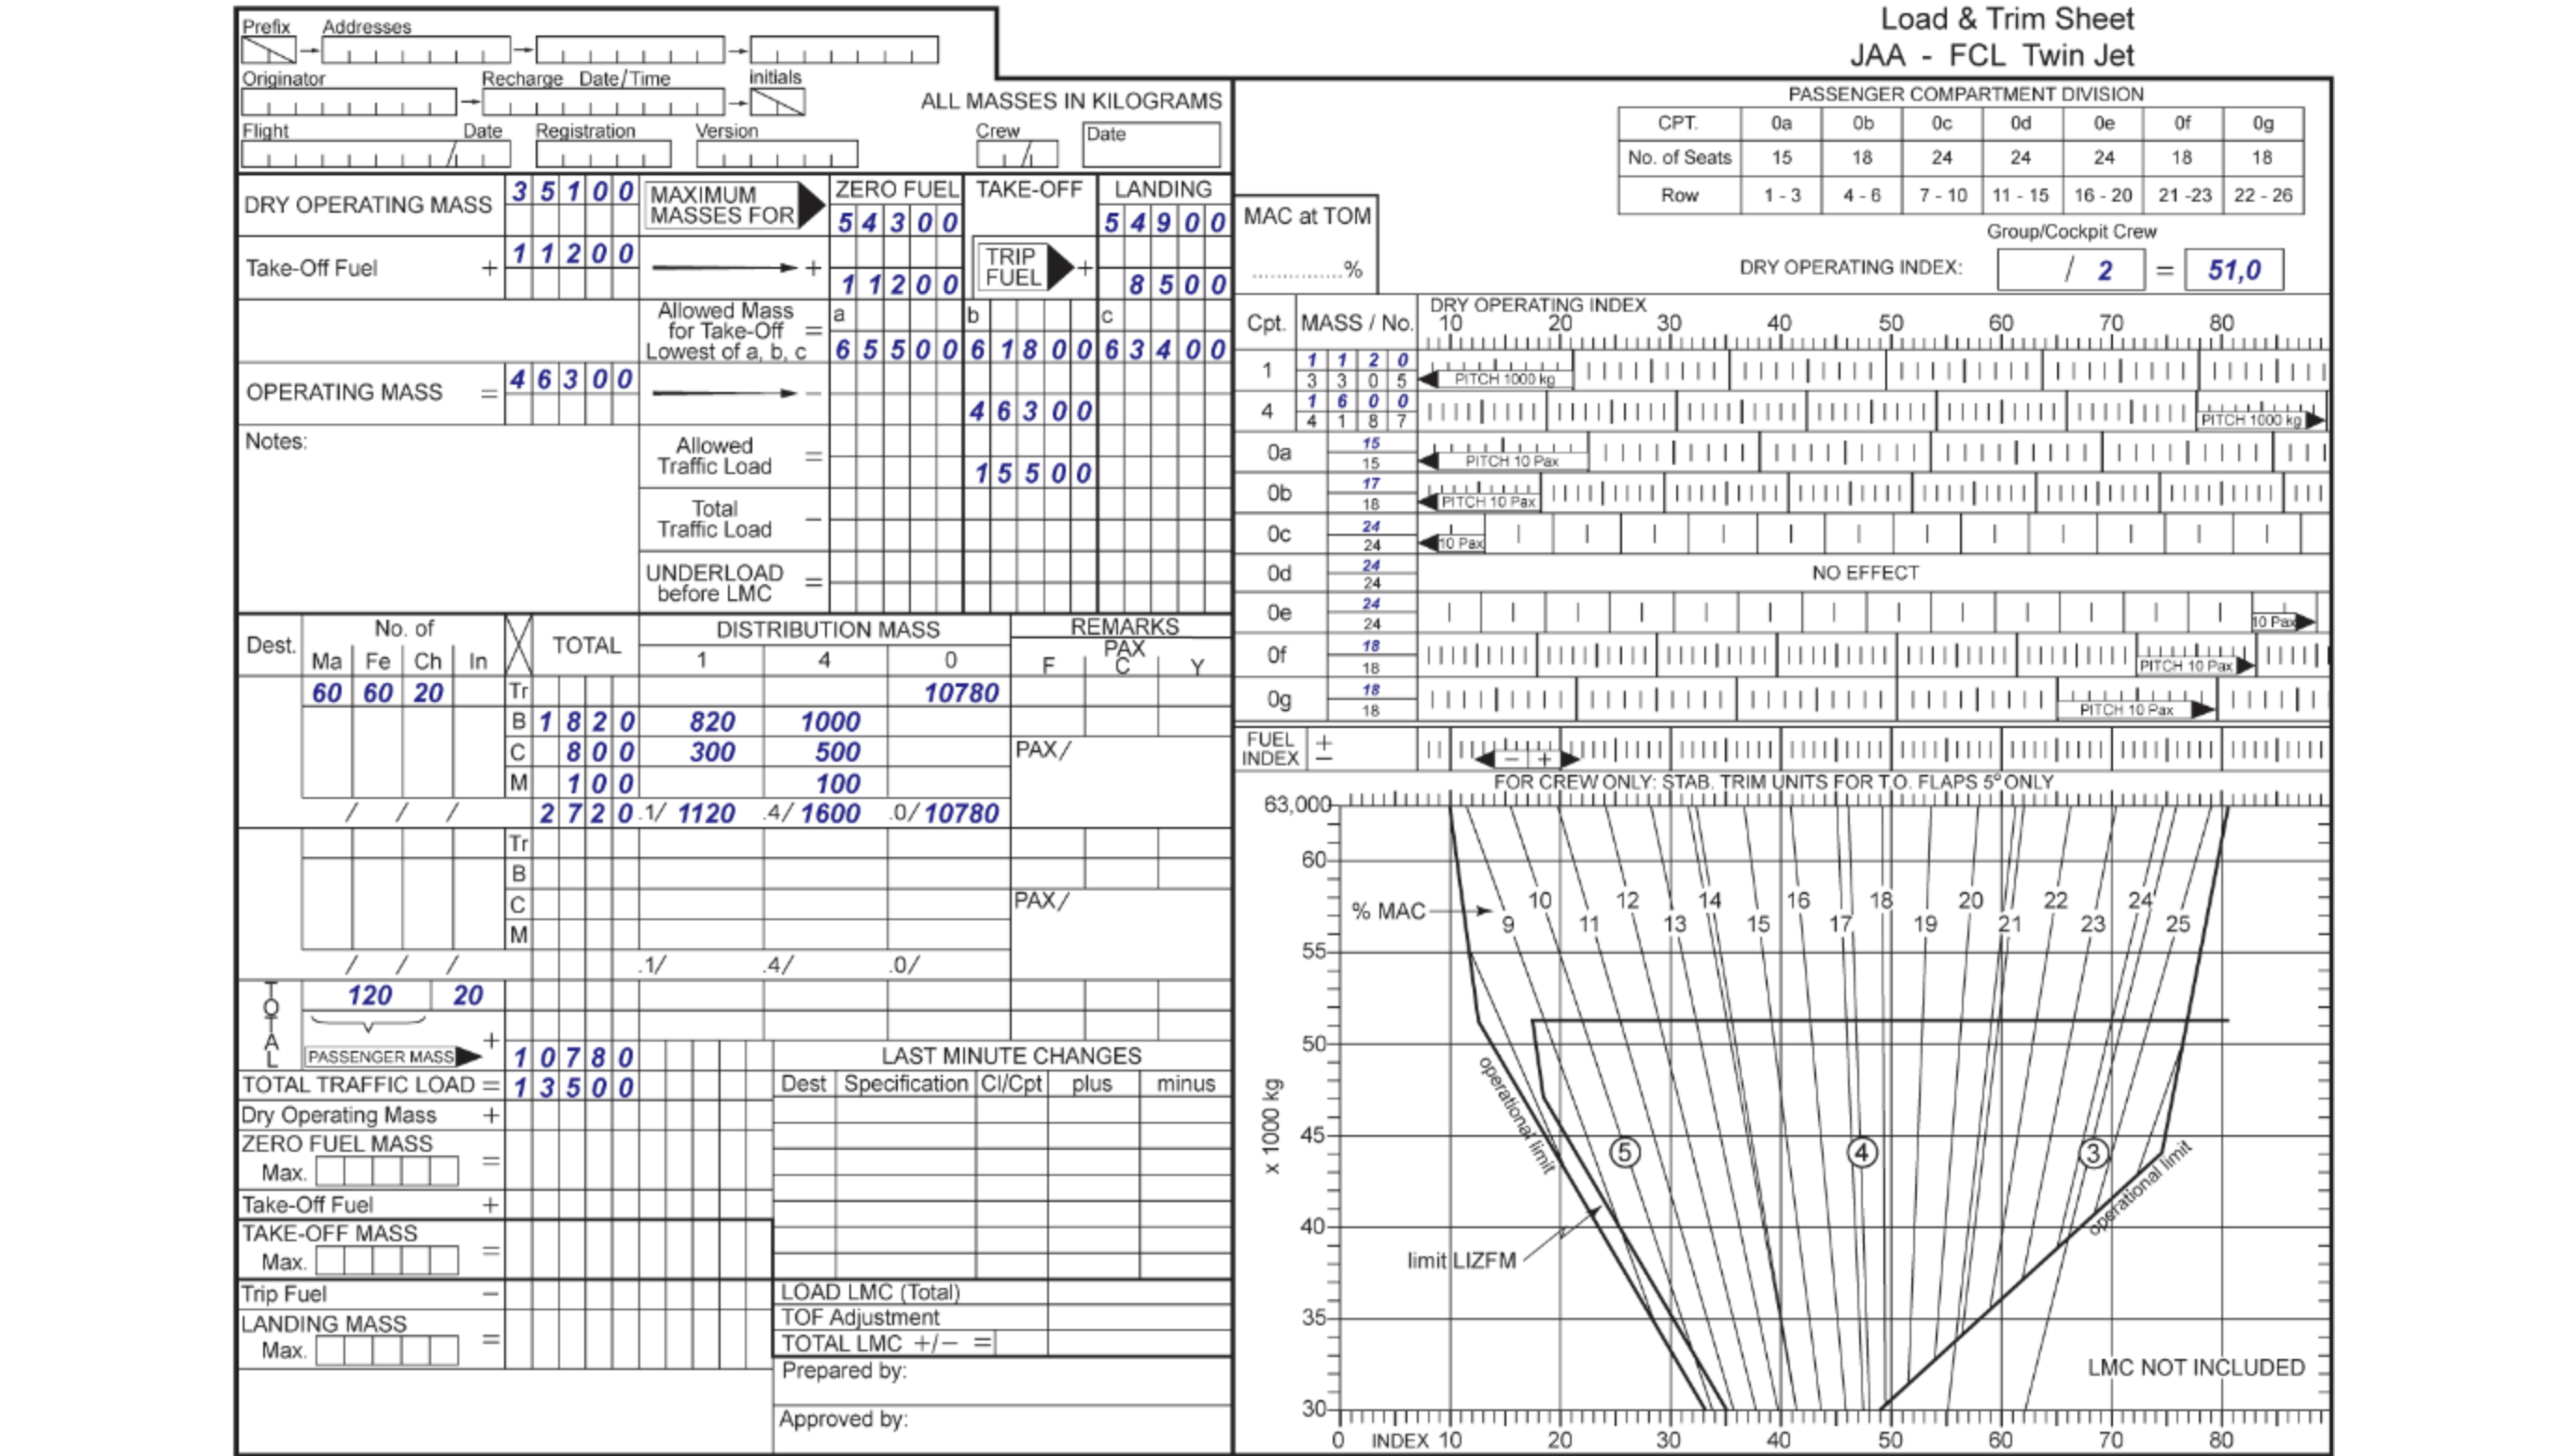 Load & Trim Sheet
JAA - FCL Twin Jet
Prefix Addresses
Originator Recharge Date/Time initials
ALL MASSES IN KILOGRAMS
Flight Date Registration Version Crew Date
DRY OPERATING MASS 35100 MAXIMUM MASSES FOR ZERO FUEL TAKE-OFF LANDING
54300 54900
Take-Off Fuel + 11200 + TRIP FUEL +
11200 8500
Allowed Mass for Take-Off Lowest of a, b, c = a b c
65500 61800 63400
OPERATING MASS = 46300 −
46300
Notes:
Allowed Traffic Load =
15500
Total Traffic Load −
UNDERLOAD before LMC =
Dest. No. of TOTAL DISTRIBUTION MASS REMARKS
Ma Fe Ch In 1 4 0 PAX
F C Y
60 60 20 Tr 10780
B 1820 820 1000
C 800 300 500 PAX/
M 100 100
/ / / 2720 .1/ 1120 .4/ 1600 .0/ 10780
Tr
B
C PAX/
M
/ / / .1/ .4/ .0/
TOTAL 120 20
+
PASSENGER MASS 10780 LAST MINUTE CHANGES
TOTAL TRAFFIC LOAD = 13500 Dest Specification Cl/Cpt plus minus
Dry Operating Mass +
ZERO FUEL MASS
Max. =
Take-Off Fuel +
TAKE-OFF MASS
Max. =
Trip Fuel − LOAD LMC (Total)
TOF Adjustment
LANDING MASS
Max. = TOTAL LMC +/− =
Prepared by:
Approved by:
PASSENGER COMPARTMENT DIVISION
CPT. 0a 0b 0c 0d 0e 0f 0g
No. of Seats 15 18 24 24 24 18 18
Row 1 - 3 4 - 6 7 - 10 11 - 15 16 - 20 21 -23 22 - 26
MAC at TOM
..............%
Group/Cockpit Crew
DRY OPERATING INDEX: / 2 = 51,0
Cpt. MASS / No. DRY OPERATING INDEX
10 20 30 40 50 60 70 80
1 1120
3305 PITCH 1000 kg
4 1600
4187 PITCH 1000 kg
0a 15
15 PITCH 10 Pax
0b 17
18 PITCH 10 Pax
0c 24
24 10 Pax
0d 24
24 NO EFFECT
0e 24
24 10 Pax
0f 18
18 PITCH 10 Pax
0g 18
18 PITCH 10 Pax
FUEL INDEX + − − +
FOR CREW ONLY: STAB. TRIM UNITS FOR T.O. FLAPS 5° ONLY
63,000
60
% MAC
10 12 14 16 18 20 22 24
9 11 13 15 17 19 21 23 25
55
50
operational limit
x 1000 kg
45
5 4 3
operational limit
40
limit LIZFM
35
LMC NOT INCLUDED
30
0 INDEX 10 20 30 40 50 60 70 80